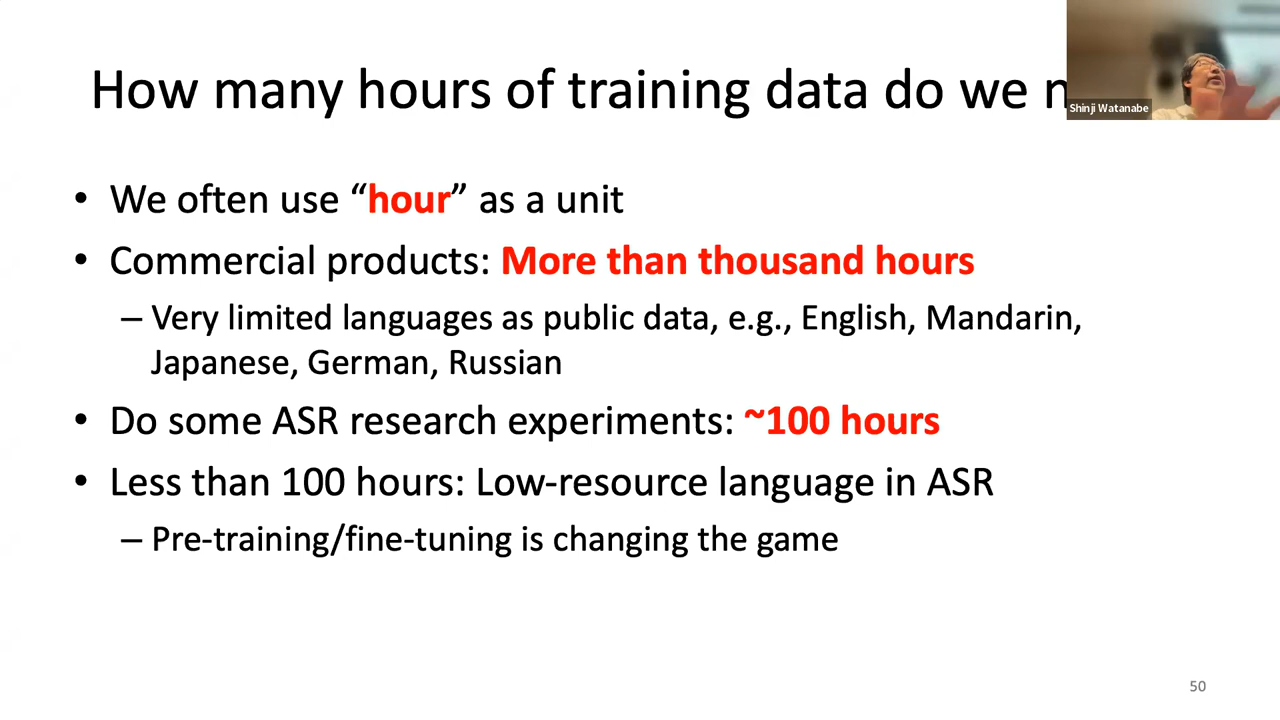 How many hours of training data do we
Shinji Watanabe
• We often use “hour” as a unit
• Commercial products: More than thousand hours
– Very limited languages as public data, e.g., English, Mandarin,
Japanese, German, Russian
• Do some ASR research experiments: ~100 hours
• Less than 100 hours: Low-resource language in ASR
– Pre-training/fine-tuning is changing the game
50